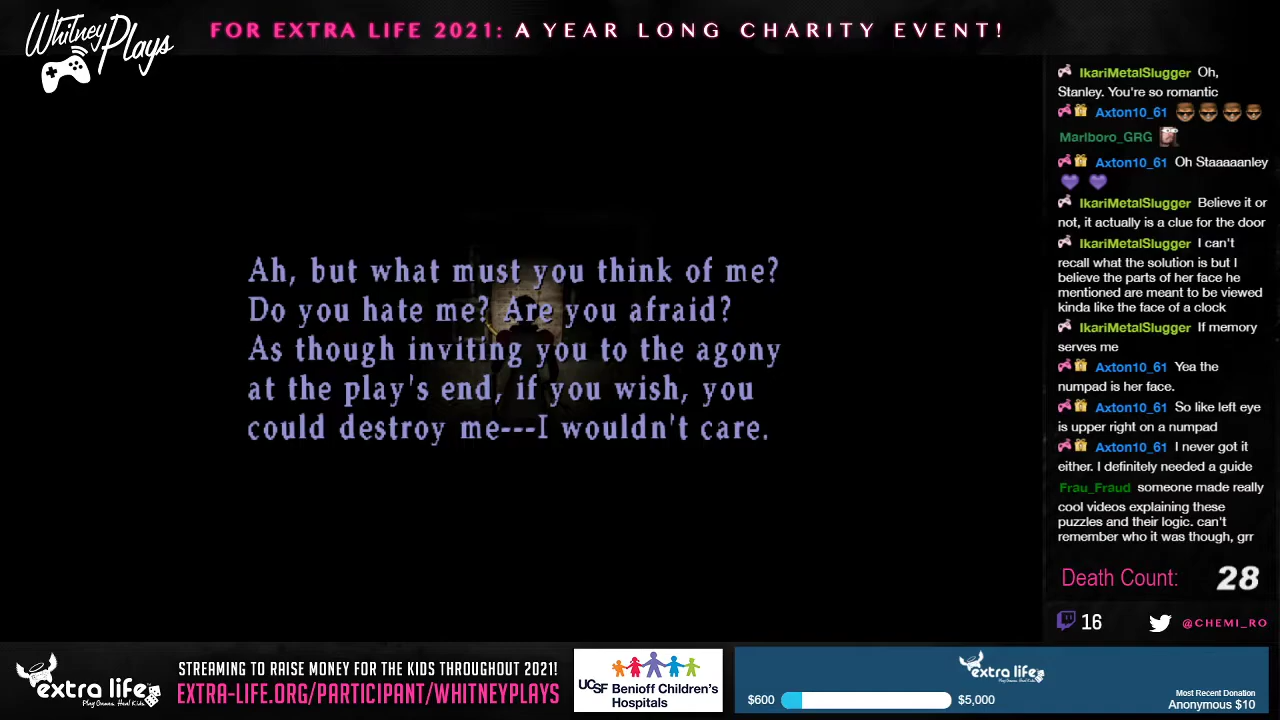 Whitney Plays
FOR EXTRA LIFE 2021: A YEAR LONG CHARITY EVENT!
Ah, but what must you think of me?
Do you hate me? Are you afraid?
As though inviting you to the agony
at the play's end, if you wish, you
could destroy me---I wouldn't care.
IkariMetalSlugger Oh,
Stanley. You're so romantic
Axton10_61
Marlboro_GRG
Axton10_61 Oh Staaaaanley
IkariMetalSlugger Believe it or
not, it actually is a clue for the door
IkariMetalSlugger I can't
recall what the solution is but I
believe the parts of her face he
mentioned are meant to be viewed
kinda like the face of a clock
IkariMetalSlugger If memory
serves me
Axton10_61 Yea the
numpad is her face.
Axton10_61 So like left eye
is upper right on a numpad
Axton10_61 I never got it
either. I definitely needed a guide
Frau_Fraud someone made really
cool videos explaining these
puzzles and their logic. can't
remember who it was though, grr
Death Count: 28
16 @CHEMI_RO
extra life
Play Games. Heal Kids.
STREAMING TO RAISE MONEY FOR THE KIDS THROUGHOUT 2021!
EXTRA-LIFE.ORG/PARTICIPANT/WHITNEYPLAYS
UCSF Benioff Children's
Hospitals
extra life
$600 $5,000
Most Recent Donation
Anonymous $10